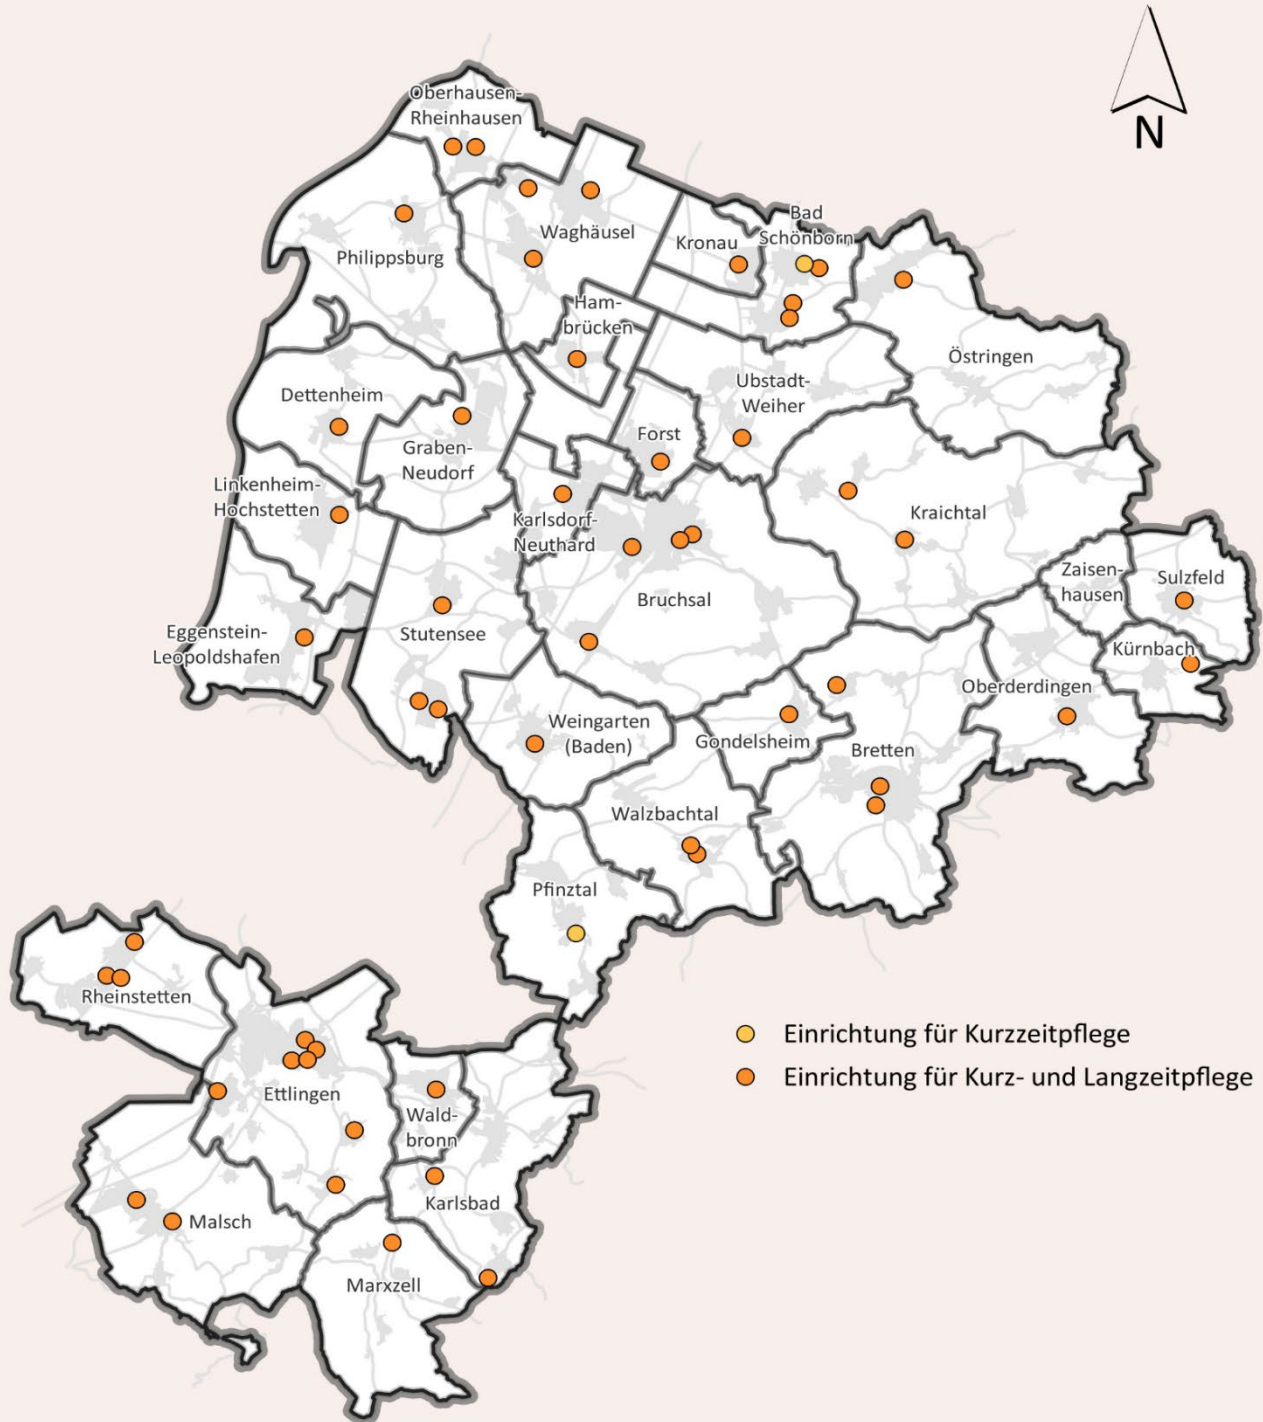 N
Oberhausen-
Rheinhausen
Philippsburg
Waghäusel
Kronau
Bad
Schönborn
Ham-
brücken
Östringen
Ubstadt-
Weiher
Dettenheim
Graben-
Neudorf
Forst
Linkenheim-
Hochstetten
Karlsdorf-
Neuthard
Kraichtal
Zaisen-
hausen
Sulzfeld
Bruchsal
Stutensee
Eggenstein-
Leopoldshafen
Kürnbach
Oberderdingen
Weingarten
(Baden)
Gondelsheim
Bretten
Walzbachtal
Pfinztal
Rheinstetten
Ettlingen
Wald-
bronn
Karlsbad
Malsch
Marxzell
Einrichtung für Kurzzeitpflege
Einrichtung für Kurz- und Langzeitpflege